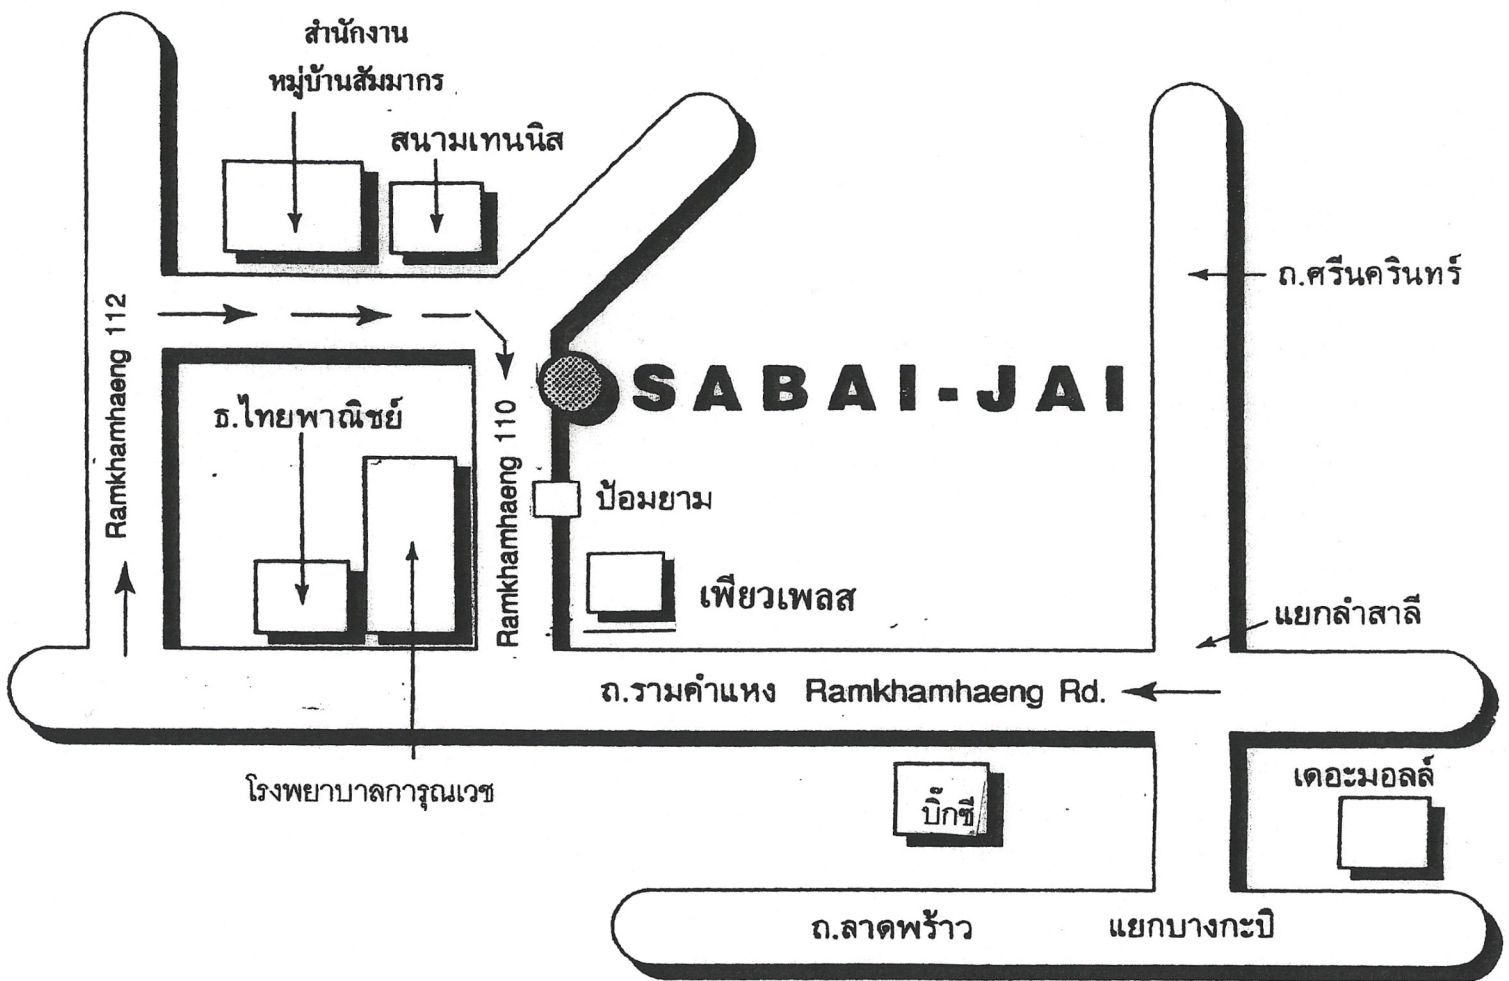 สำนักงาน
หมู่บ้านสัมมากร
สนามเทนนิส
ถ.ศรีนครินทร์
Ramkhamhaeng 112
SABAI-JAI
ธ.ไทยพาณิชย์
Ramkhamhaeng 110
ป้อมยาม
เพียวเพลส
แยกลำสาลี
ถ.รามคำแหง Ramkhamhaeng Rd.
โรงพยาบาลการุณเวช
บิ๊กซี
เดอะมอลล์
ถ.ลาดพร้าว
แยกบางกะปิ